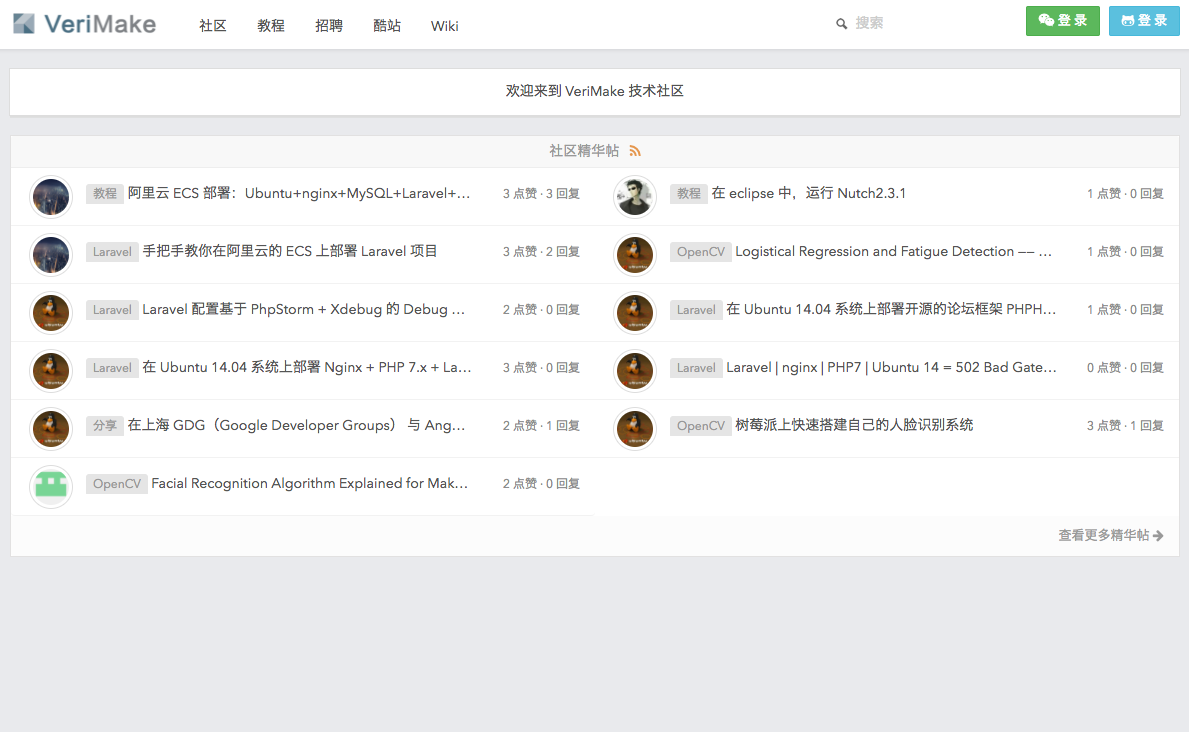 VeriMake 社区 教程 招聘 酷站 Wiki 搜索 登 录 登 录
欢迎来到 VeriMake 技术社区
社区精华帖
教程 阿里云 ECS 部署：Ubuntu+nginx+MySQL+Laravel+… 3 点赞 · 3 回复
教程 在 eclipse 中，运行 Nutch2.3.1 1 点赞 · 0 回复
Laravel 手把手教你在阿里云的 ECS 上部署 Laravel 项目 3 点赞 · 2 回复
OpenCV Logistical Regression and Fatigue Detection —— … 1 点赞 · 0 回复
Laravel Laravel 配置基于 PhpStorm + Xdebug 的 Debug … 2 点赞 · 0 回复
Laravel 在 Ubuntu 14.04 系统上部署开源的论坛框架 PHPH… 1 点赞 · 0 回复
Laravel 在 Ubuntu 14.04 系统上部署 Nginx + PHP 7.x + La… 3 点赞 · 0 回复
Laravel Laravel | nginx | PHP7 | Ubuntu 14 = 502 Bad Gate… 0 点赞 · 0 回复
分享 在上海 GDG（Google Developer Groups） 与 Ang… 2 点赞 · 1 回复
OpenCV 树莓派上快速搭建自己的人脸识别系统 3 点赞 · 1 回复
OpenCV Facial Recognition Algorithm Explained for Mak… 2 点赞 · 0 回复
查看更多精华帖